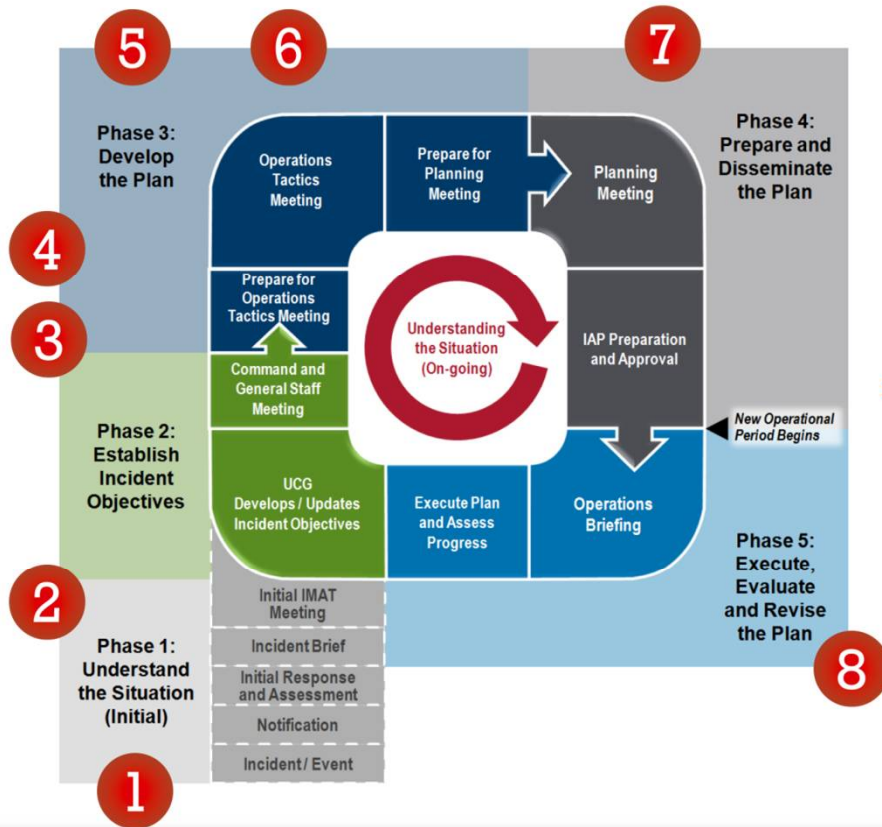 5
6
7
Phase 3:
Develop
the Plan
Operations
Tactics
Meeting
Prepare for
Planning
Meeting
Planning
Meeting
Phase 4:
Prepare and
Disseminate
the Plan
4
Prepare for
Operations
Tactics Meeting
3
Understanding
the Situation
(On-going)
IAP Preparation
and Approval
Command and
General Staff
Meeting
New Operational
Period Begins
Phase 2:
Establish
Incident
Objectives
UCG
Develops / Updates
Incident Objectives
Execute Plan
and Assess
Progress
Operations
Briefing
Phase 5:
Execute,
Evaluate
and Revise
the Plan
2
Initial IMAT
Meeting
Phase 1:
Understand
the Situation
(Initial)
Incident Brief
Initial Response
and Assessment
Notification
Incident / Event
8
1